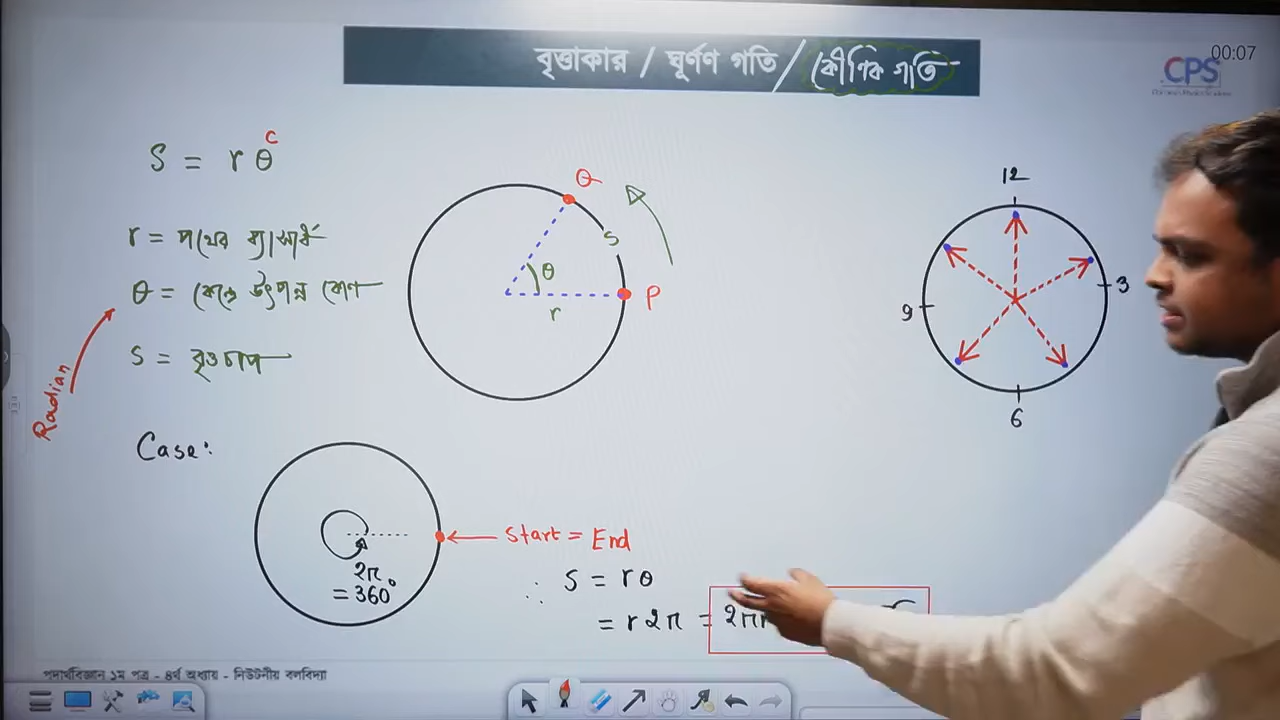 বৃত্তাকার / ঘূর্ণণ গতি / কৌণিক গতি
00:07
CPS
S = rθ^c
r = পথের ব্যাসার্ধ
θ = কেন্দ্রে উৎপন্ন কোণ
S = বৃত্তচাপ
Radian
Q
S
θ
r
P
12
3
6
9
Case:
2π
= 360°
Start = End
∴ S = rθ
= r2π = 2πr
পদার্থবিজ্ঞান ১ম পত্র - ৪র্থ অধ্যায় - নিউটনীয় বলবিদ্যা